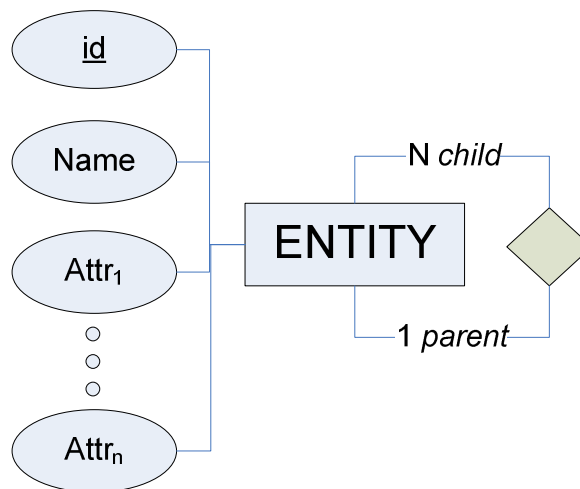 id
Name
Attr₁
Attrₙ
ENTITY
N child
1 parent